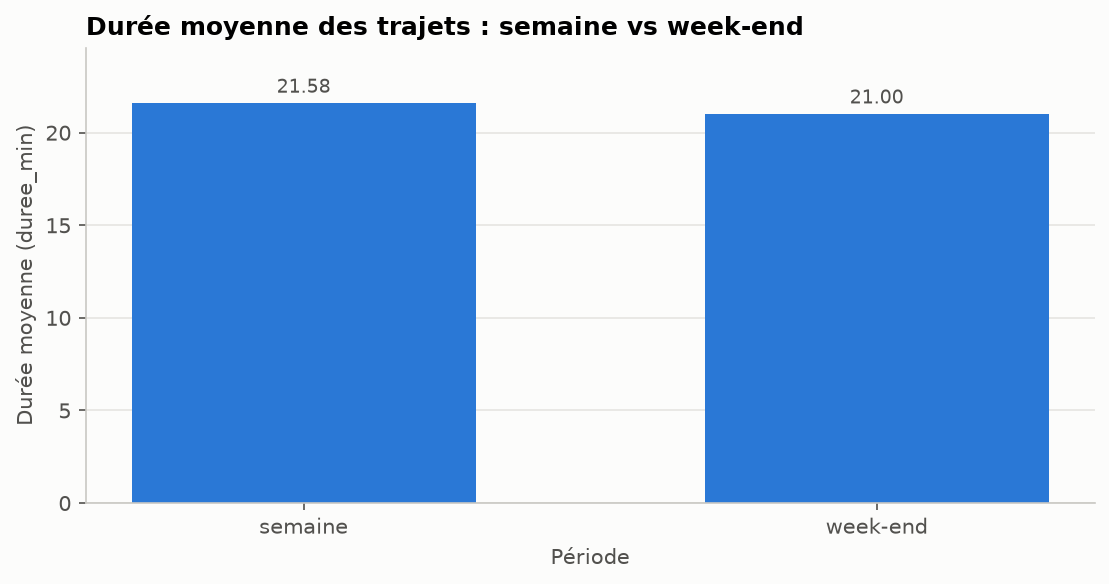 Durée moyenne des trajets : semaine vs week-end
21.58
21.00
Durée moyenne (duree_min)
20
15
10
5
0
semaine
week-end
Période